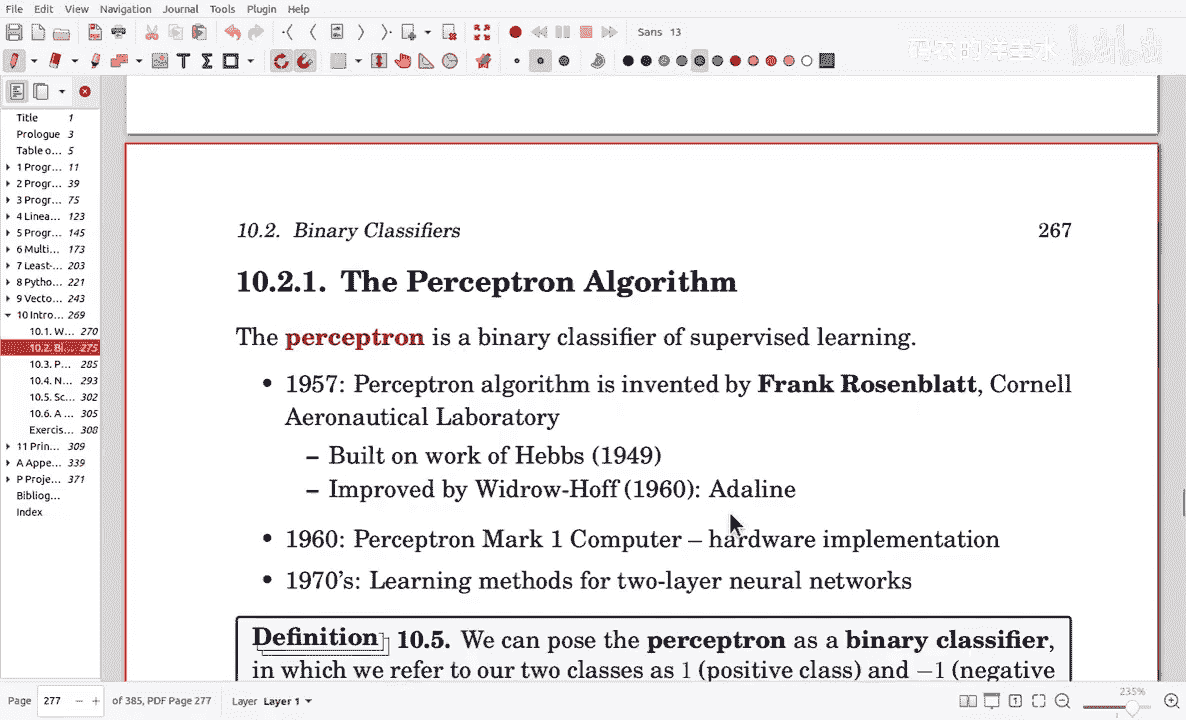 File Edit View Navigation Journal Tools Plugin Help
Sans 13
Title 1
Prologue 3
Table o... 5
1 Progr... 11
2 Progr... 39
3 Progr... 75
4 Linea... 123
5 Progr... 145
6 Multi... 173
7 Least-... 203
8 Pytho... 221
9 Vecto... 243
10 Intro... 269
10.1. W... 270
10.2. Bi... 275
10.3. P... 285
10.4. N... 293
10.5. Sc... 302
10.6. A ... 305
Exercis... 308
11 Prin... 309
A Appe... 339
P Proje... 371
Bibliog...
Index
10.2. Binary Classifiers 267
10.2.1. The Perceptron Algorithm
The perceptron is a binary classifier of supervised learning.
• 1957: Perceptron algorithm is invented by Frank Rosenblatt, Cornell
Aeronautical Laboratory
– Built on work of Hebbs (1949)
– Improved by Widrow-Hoff (1960): Adaline
• 1960: Perceptron Mark 1 Computer – hardware implementation
• 1970’s: Learning methods for two-layer neural networks
Definition 10.5. We can pose the perceptron as a binary classifier,
in which we refer to our two classes as 1 (positive class) and −1 (negative
Page 277 − + of 385, PDF Page 277 Layer Layer 1
235%